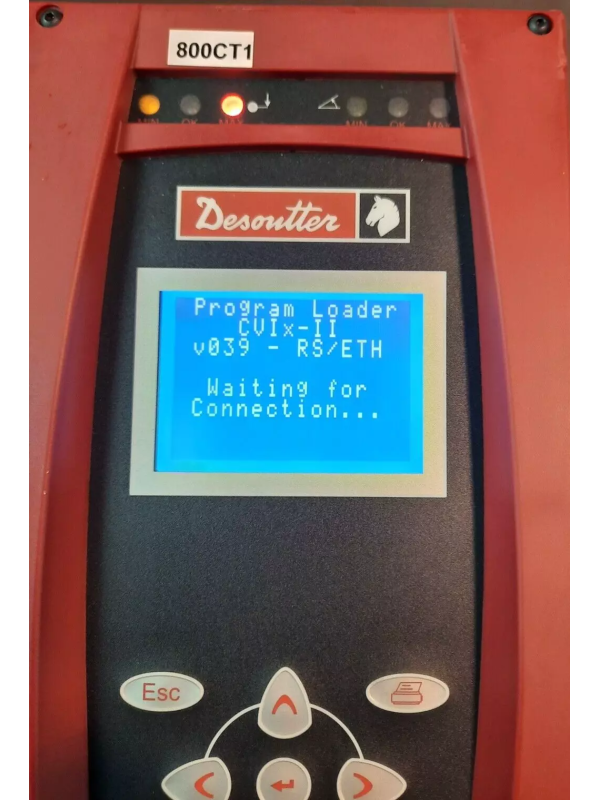 800CT1
MIN OK MAX MIN OK MAX
Desoutter
Program Loader
CVIx-II
v039 - RS/ETH
Waiting for
Connection...
Esc